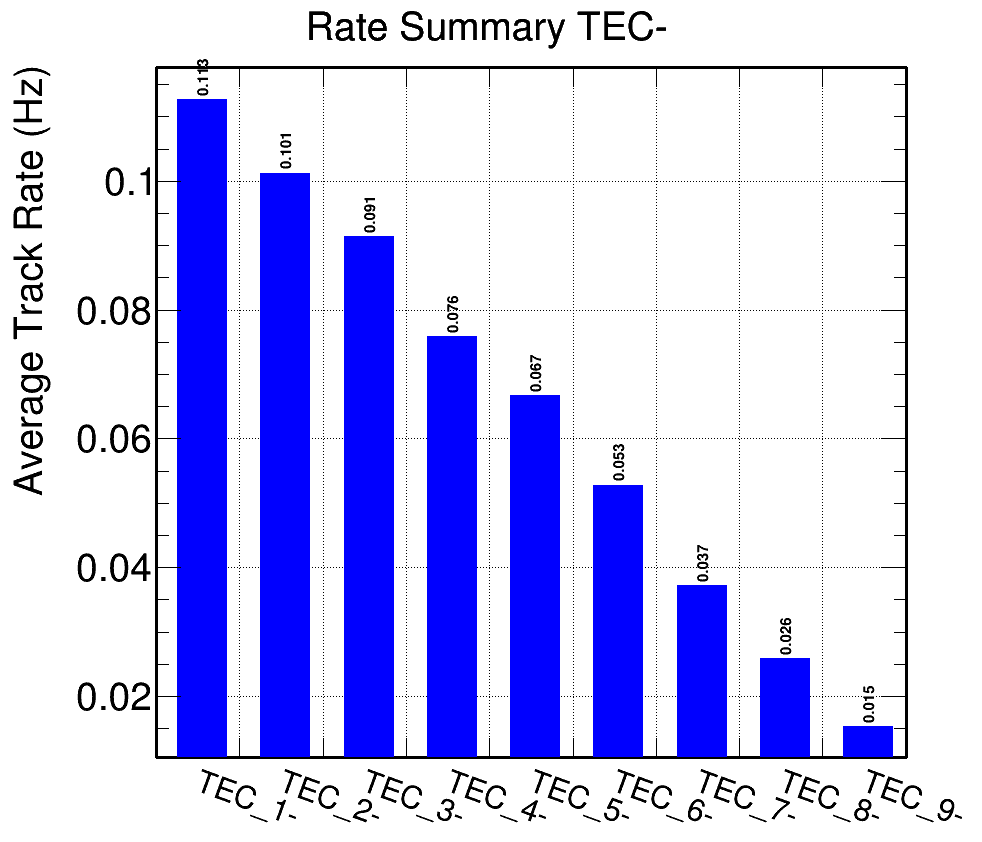 Rate Summary TEC-
Average Track Rate (Hz)
0.1
0.08
0.06
0.04
0.02
0.113
0.101
0.091
0.076
0.067
0.053
0.037
0.026
0.015
TEC_1-
TEC_2-
TEC_3-
TEC_4-
TEC_5-
TEC_6-
TEC_7-
TEC_8-
TEC_9-